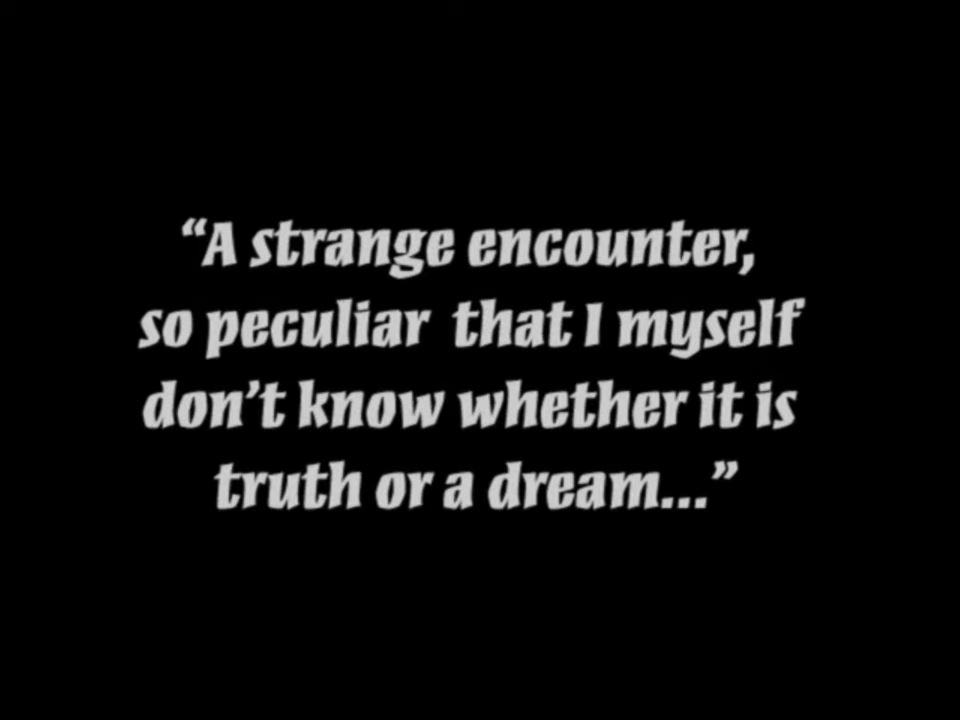 “A strange encounter,
so peculiar that I myself
don’t know whether it is
truth or a dream...”